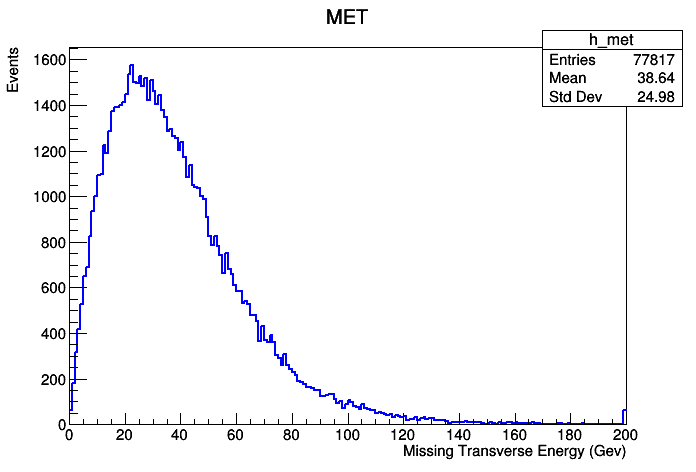 MET
h_met
Entries 77817
Mean 38.64
Std Dev 24.98
Events
1600
1400
1200
1000
800
600
400
200
0
0 20 40 60 80 100 120 140 160 180 200
Missing Transverse Energy (Gev)